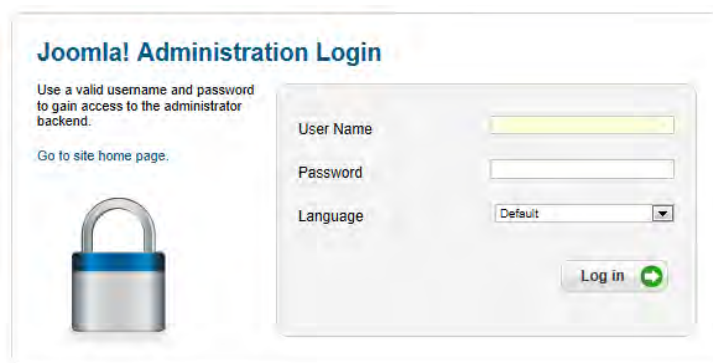 Joomla! Administration Login
Use a valid username and password
to gain access to the administrator
backend.
Go to site home page.
User Name
Password
Language
Default
Log in